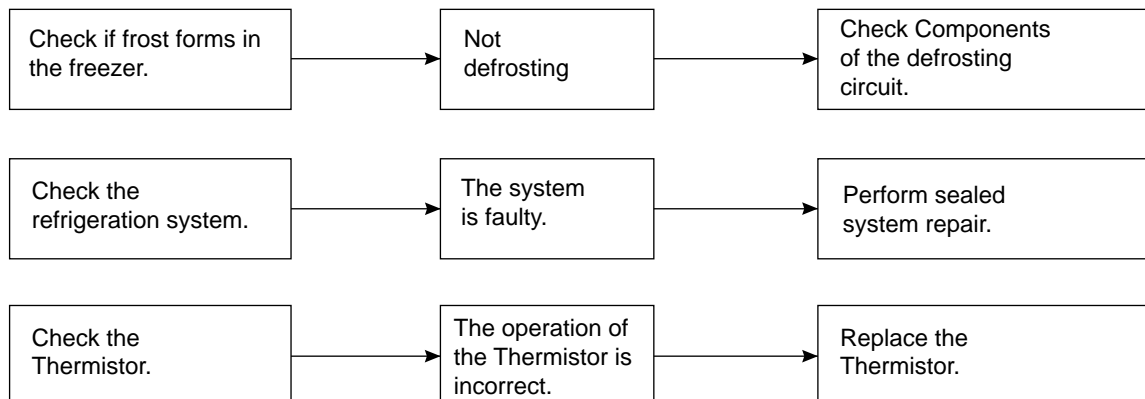 Check if frost forms in
the freezer.
Not
defrosting
Check Components
of the defrosting
circuit.
Check the
refrigeration system.
The system
is faulty.
Perform sealed
system repair.
Check the
Thermistor.
The operation of
the Thermistor is
incorrect.
Replace the
Thermistor.